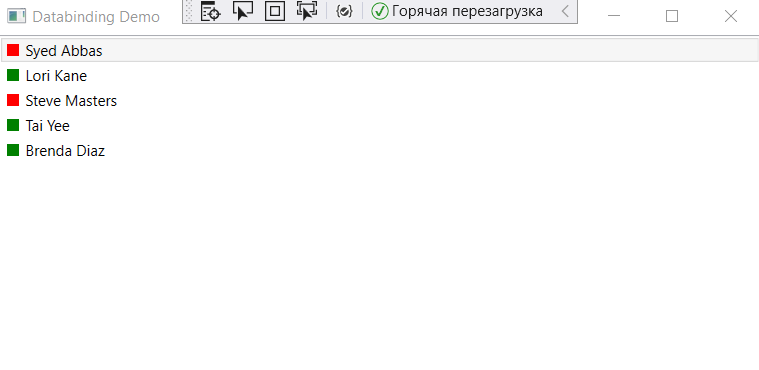 Databinding Demo
Горячая перезагрузка
Syed Abbas
Lori Kane
Steve Masters
Tai Yee
Brenda Diaz